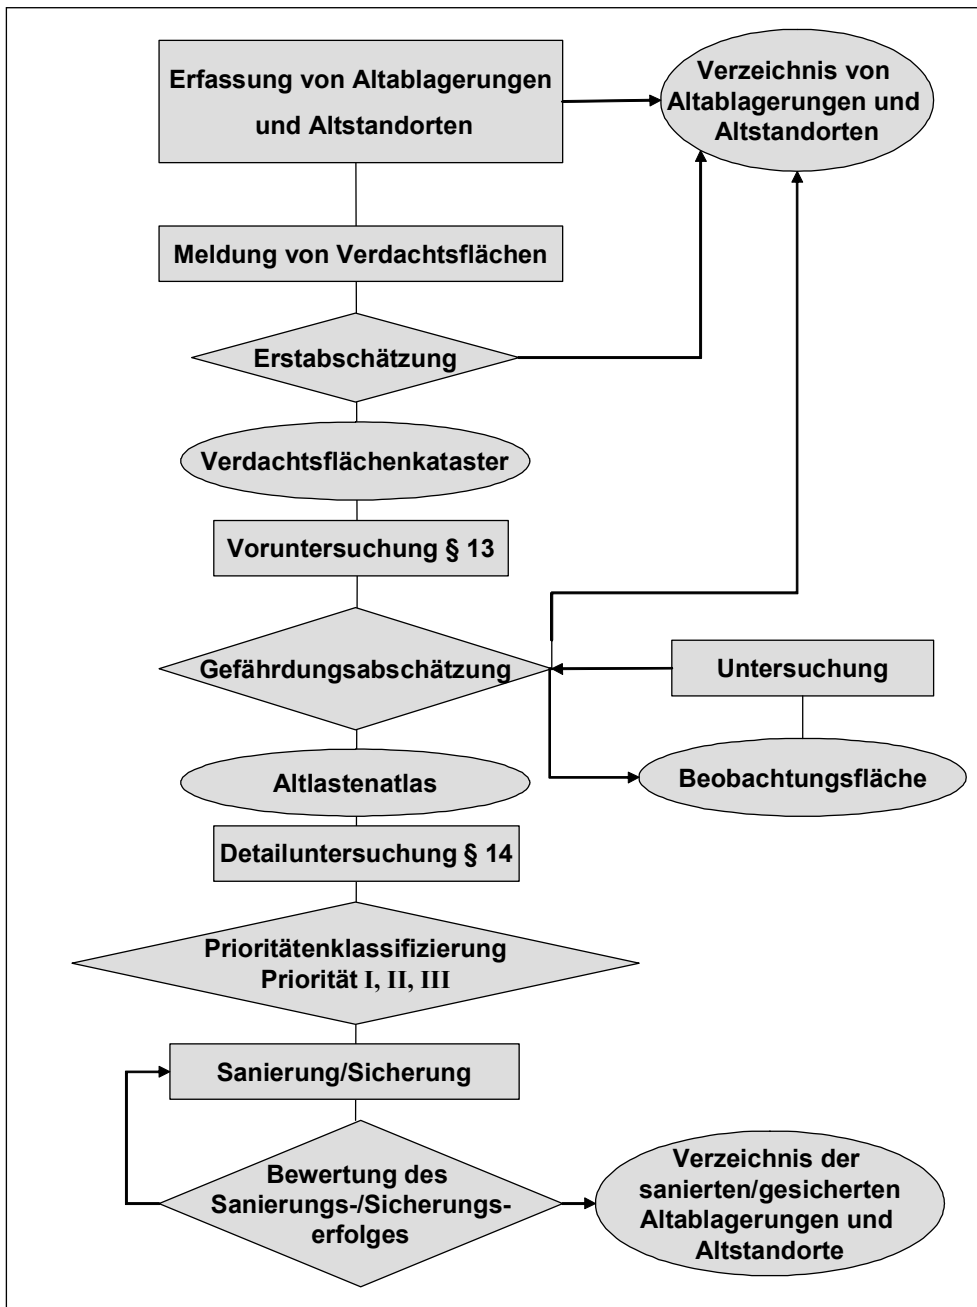 Erfassung von Altablagerungen
und Altstandorten
Verzeichnis von
Altablagerungen und
Altstandorten
Meldung von Verdachtsflächen
Erstabschätzung
Verdachtsflächenkataster
Voruntersuchung § 13
Gefährdungsabschätzung
Untersuchung
Beobachtungsfläche
Altlastenatlas
Detailuntersuchung § 14
Prioritätenklassifizierung
Priorität I, II, III
Sanierung/Sicherung
Bewertung des
Sanierungs-/Sicherungs-
erfolges
Verzeichnis der
sanierten/gesicherten
Altablagerungen und
Altstandorte